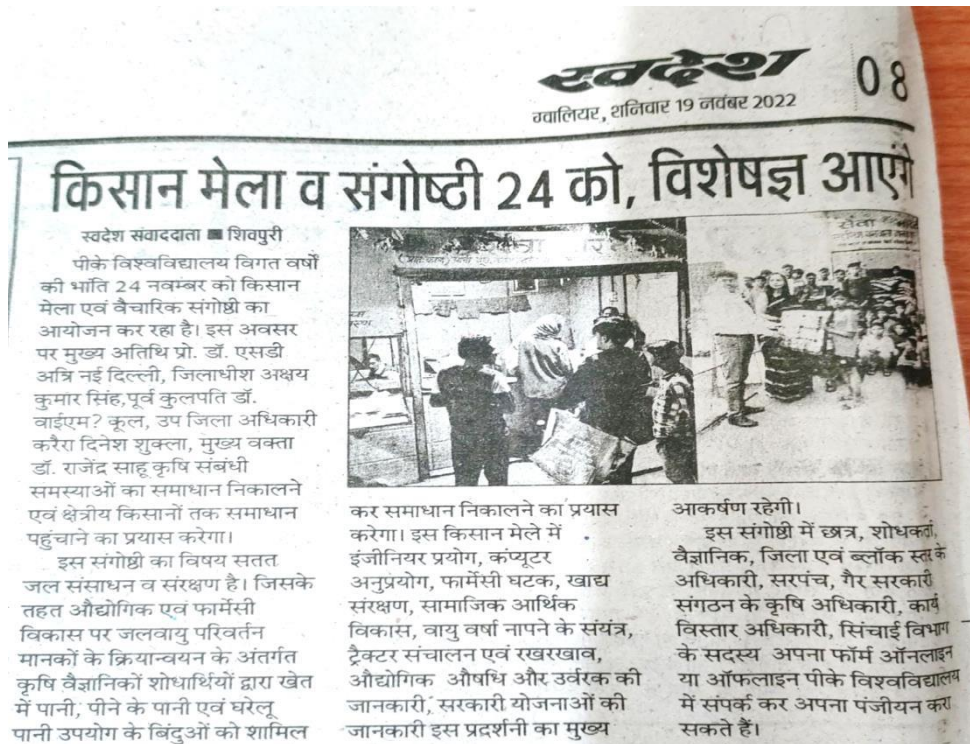 स्वदेश
ग्वालियर, शनिवार 19 नवंबर 2022
08
किसान मेला व संगोष्ठी 24 को, विशेषज्ञ आएंगे
स्वदेश संवाददाता ■ शिवपुरी
पीके विश्वविद्यालय विगत वर्षों
की भांति 24 नवम्बर को किसान
मेला एवं वैचारिक संगोष्ठी का
आयोजन कर रहा है। इस अवसर
पर मुख्य अतिथि प्रो. डॉ. एसडी
अत्रि नई दिल्ली, जिलाधीश अक्षय
कुमार सिंह,पूर्व कुलपति डॉ.
वाईएम? कूल, उप जिला अधिकारी
करैरा दिनेश शुक्ला, मुख्य वक्ता
डॉ. राजेंद्र साहू कृषि संबंधी
समस्याओं का समाधान निकालने
एवं क्षेत्रीय किसानों तक समाधान
पहुंचाने का प्रयास करेगा।
इस संगोष्ठी का विषय सतत
जल संसाधन व संरक्षण है। जिसके
तहत औद्योगिक एवं फार्मेसी
विकास पर जलवायु परिवर्तन
मानकों के क्रियान्वयन के अंतर्गत
कृषि वैज्ञानिकों शोधार्थियों द्वारा खेत
में पानी, पीने के पानी एवं घरेलू
पानी उपयोग के बिंदुओं को शामिल
कर समाधान निकालने का प्रयास
करेगा। इस किसान मेले में
इंजीनियर प्रयोग, कंप्यूटर
अनुप्रयोग, फार्मेसी घटक, खाद्य
संरक्षण, सामाजिक आर्थिक
विकास, वायु वर्षा नापने के संयंत्र,
ट्रैक्टर संचालन एवं रखरखाव,
औद्योगिक औषधि और उर्वरक की
जानकारी, सरकारी योजनाओं की
जानकारी इस प्रदर्शनी का मुख्य
आकर्षण रहेगी।
इस संगोष्ठी में छात्र, शोधकर्ता,
वैज्ञानिक, जिला एवं ब्लॉक स्तर के
अधिकारी, सरपंच, गैर सरकारी
संगठन के कृषि अधिकारी, कार्य
विस्तार अधिकारी, सिंचाई विभाग
के सदस्य अपना फॉर्म ऑनलाइन
या ऑफलाइन पीके विश्वविद्यालय
में संपर्क कर अपना पंजीयन करा
सकते हैं।